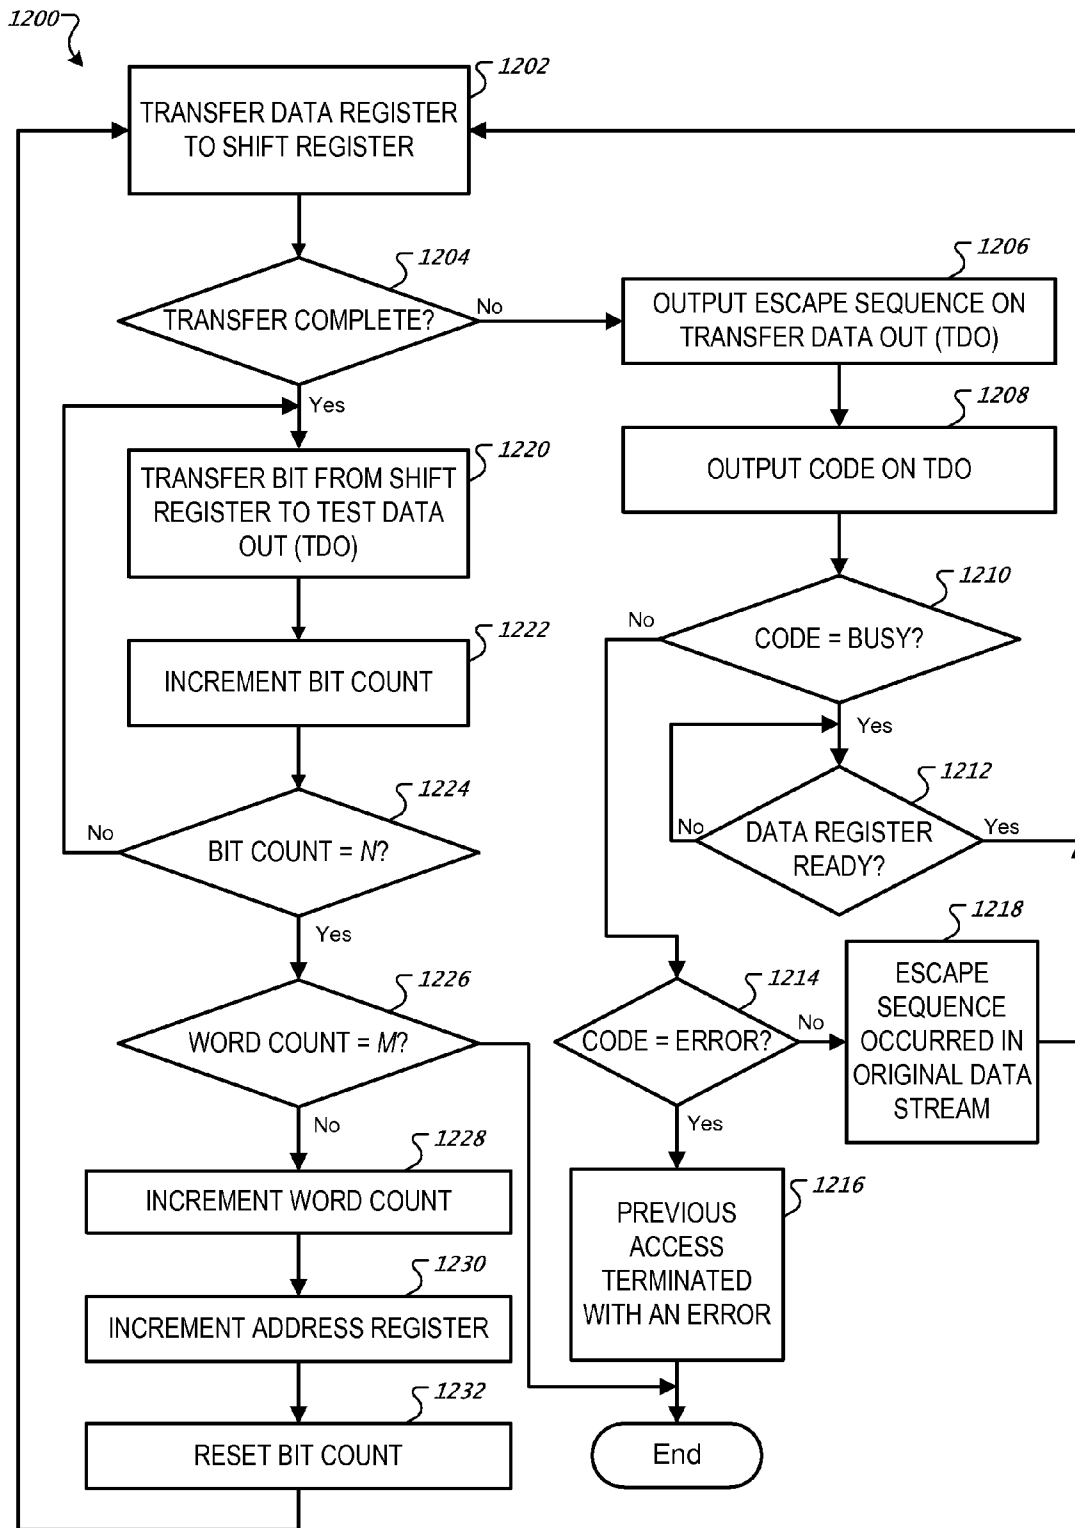 1200
1202
TRANSFER DATA REGISTER
TO SHIFT REGISTER
1204
TRANSFER COMPLETE?
No
Yes
1206
OUTPUT ESCAPE SEQUENCE ON
TRANSFER DATA OUT (TDO)
1208
OUTPUT CODE ON TDO
1220
TRANSFER BIT FROM SHIFT
REGISTER TO TEST DATA
OUT (TDO)
1210
CODE = BUSY?
No
Yes
1222
INCREMENT BIT COUNT
1212
DATA REGISTER
READY?
No
Yes
1224
BIT COUNT = N?
No
Yes
1214
CODE = ERROR?
No
Yes
1218
ESCAPE
SEQUENCE
OCCURRED IN
ORIGINAL DATA
STREAM
1226
WORD COUNT = M?
No
1216
PREVIOUS
ACCESS
TERMINATED
WITH AN ERROR
1228
INCREMENT WORD COUNT
1230
INCREMENT ADDRESS REGISTER
1232
RESET BIT COUNT
End